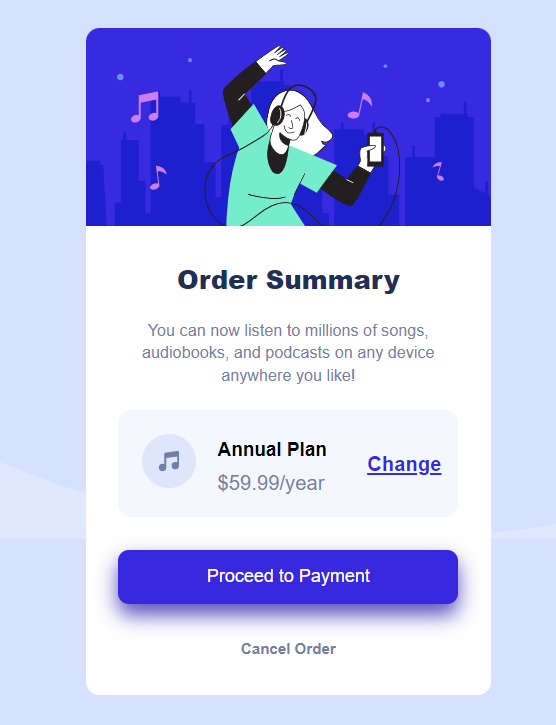 Order Summary
You can now listen to millions of songs,
audiobooks, and podcasts on any device
anywhere you like!
Annual Plan
$59.99/year
Change
Proceed to Payment
Cancel Order